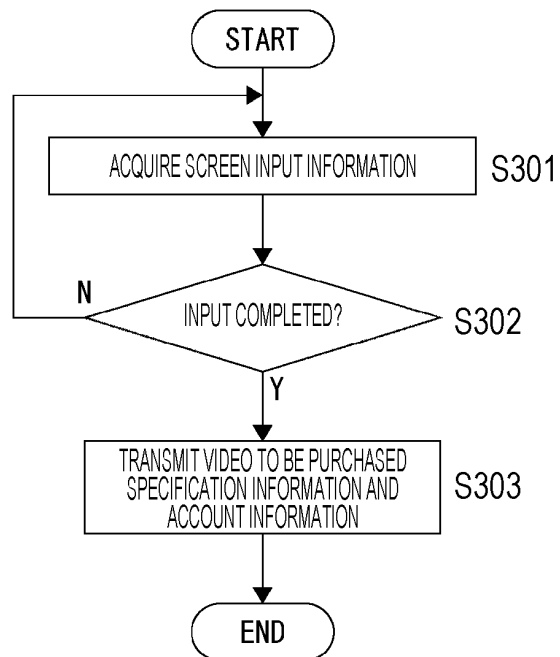 START
ACQUIRE SCREEN INPUT INFORMATION
S301
N
INPUT COMPLETED?
S302
Y
TRANSMIT VIDEO TO BE PURCHASED
SPECIFICATION INFORMATION AND
ACCOUNT INFORMATION
S303
END